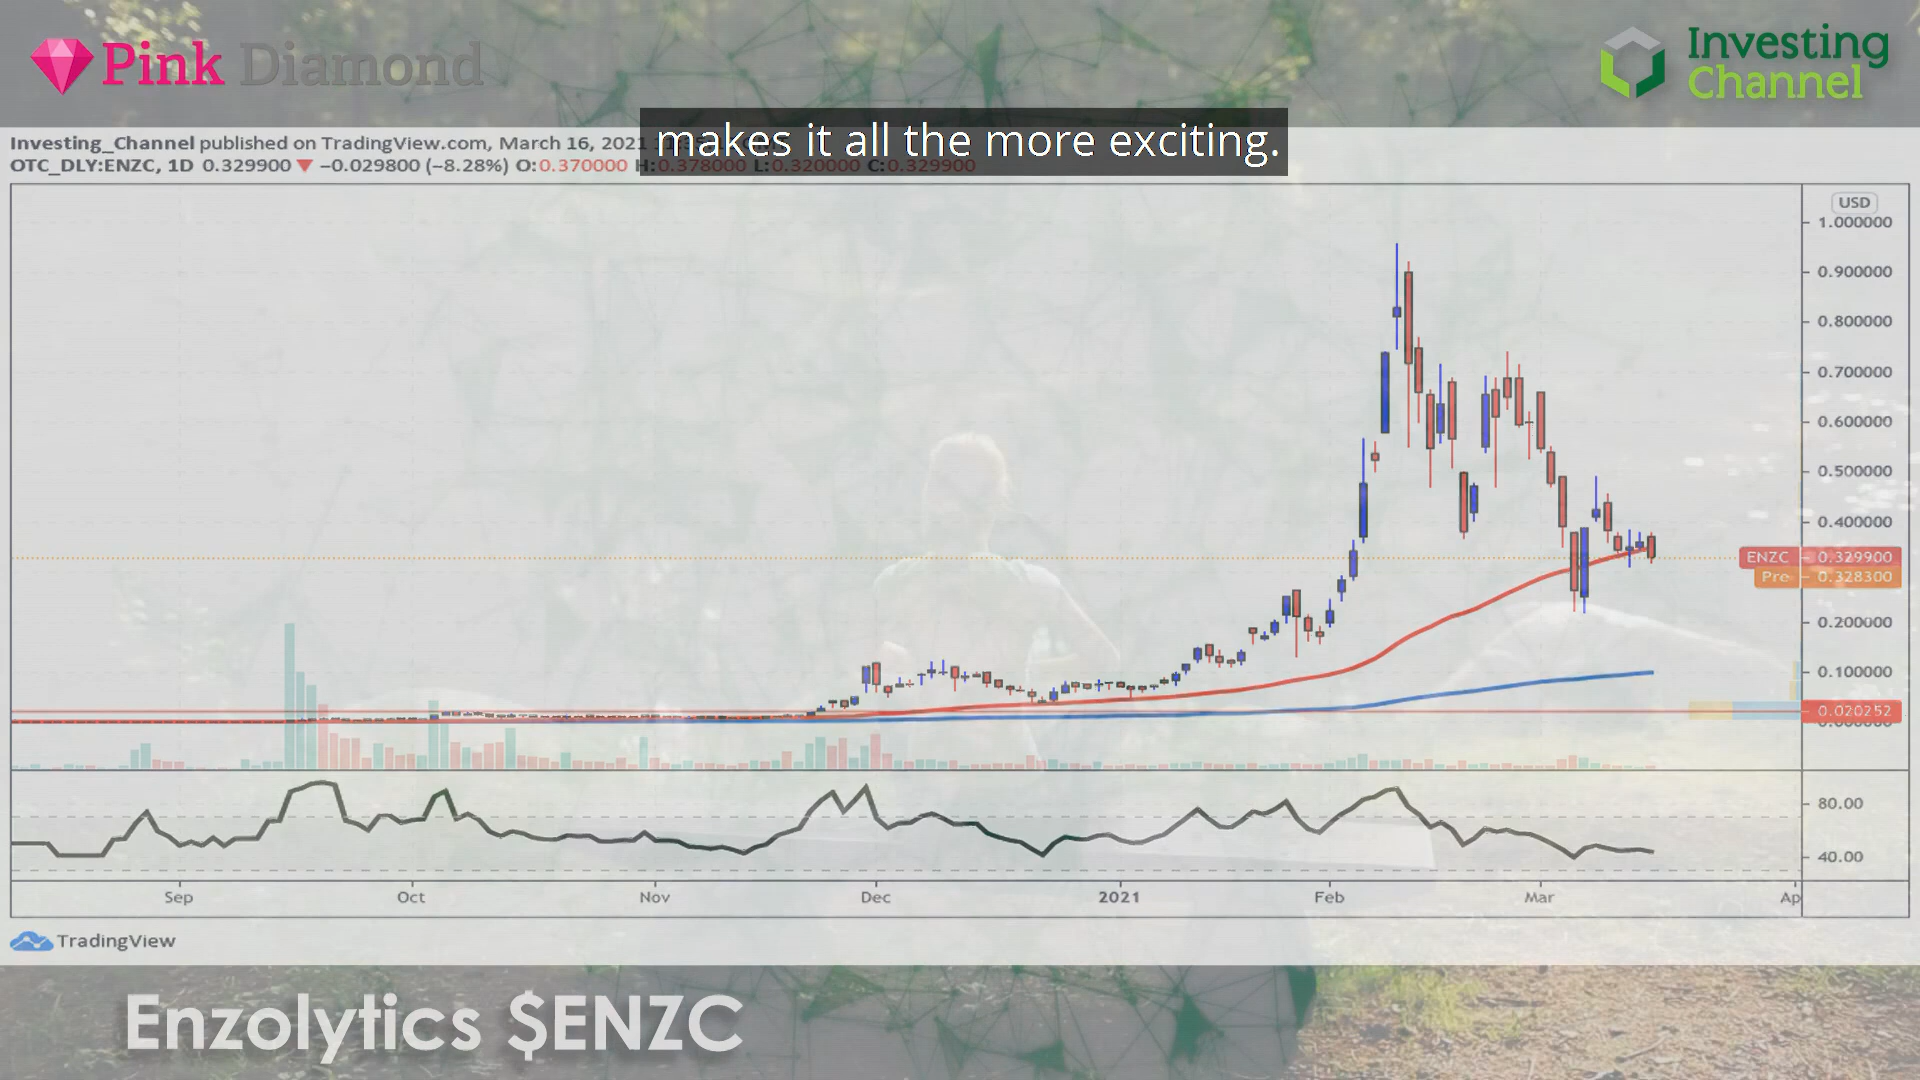 Pink Diamond
Investing
Channel
makes it all the more exciting.
Investing_Channel published on TradingView.com, March 16, 2021
OTC_DLY:ENZC, 1D 0.329900 ▼ −0.029800 (−8.28%) O:0.370000 H:0.378000 L:0.320000 C:0.329900
USD
1.000000
0.900000
0.800000
0.700000
0.600000
0.500000
0.400000
ENZC 0.329900
Pre 0.328300
0.200000
0.100000
0.020252
0.000000
80.00
40.00
Sep Oct Nov Dec 2021 Feb Mar Ap
TradingView
Enzolytics $ENZC